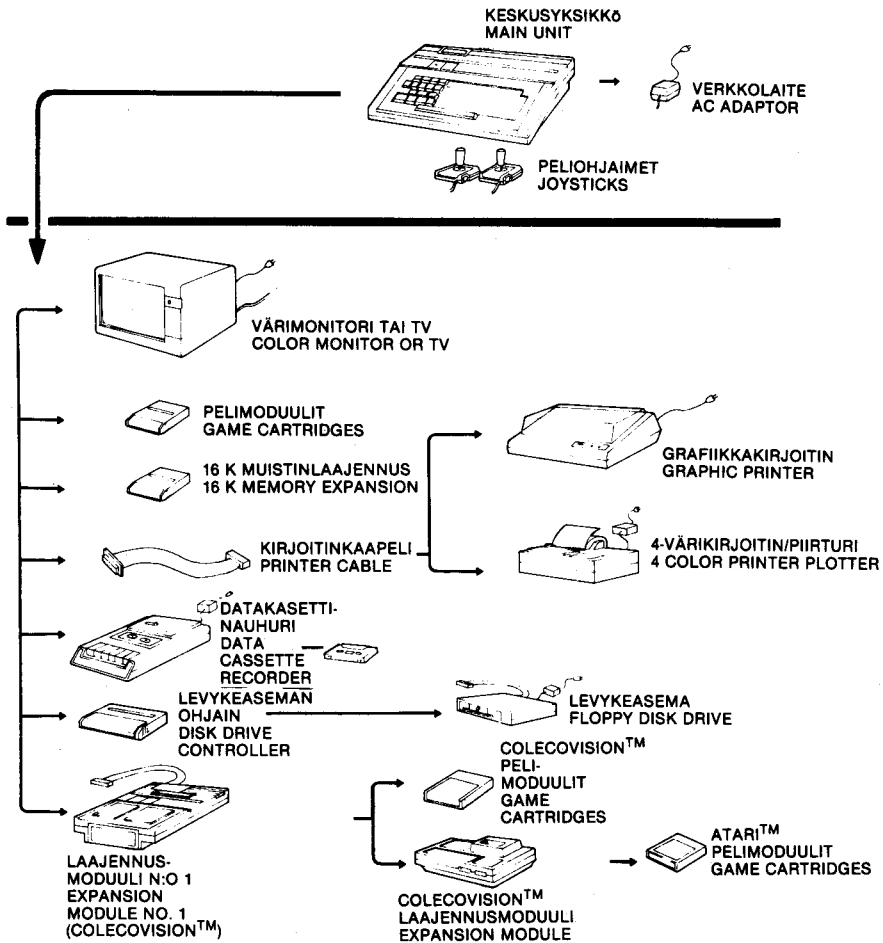 KESKUSYKSIKKÖ
MAIN UNIT
VERKKOLAITE
AC ADAPTOR
PELIOHJAIMET
JOYSTICKS
VÄRIMONITORI TAI TV
COLOR MONITOR OR TV
PELIMODUULIT
GAME CARTRIDGES
16 K MUISTINLAAJENNUS
16 K MEMORY EXPANSION
GRAFIIKKAKIRJOITIN
GRAPHIC PRINTER
KIRJOITINKAAPELI
PRINTER CABLE
4-VÄRIKIRJOITIN/PIIRTURI
4 COLOR PRINTER PLOTTER
DATAKASETTI-
NAUHURI
DATA
CASSETTE
RECORDER
LEVYKEASEMAN
OHJAIN
DISK DRIVE
CONTROLLER
LEVYKEASEMA
FLOPPY DISK DRIVE
COLECOVISION™
PELI-
MODUULIT
GAME
CARTRIDGES
LAAJENNUS-
MODUULI N:O 1
EXPANSION
MODULE NO. 1
(COLECOVISION™)
COLECOVISION™
LAAJENNUSMODUULI
EXPANSION MODULE
ATARI™
PELIMODUULIT
GAME CARTRIDGES